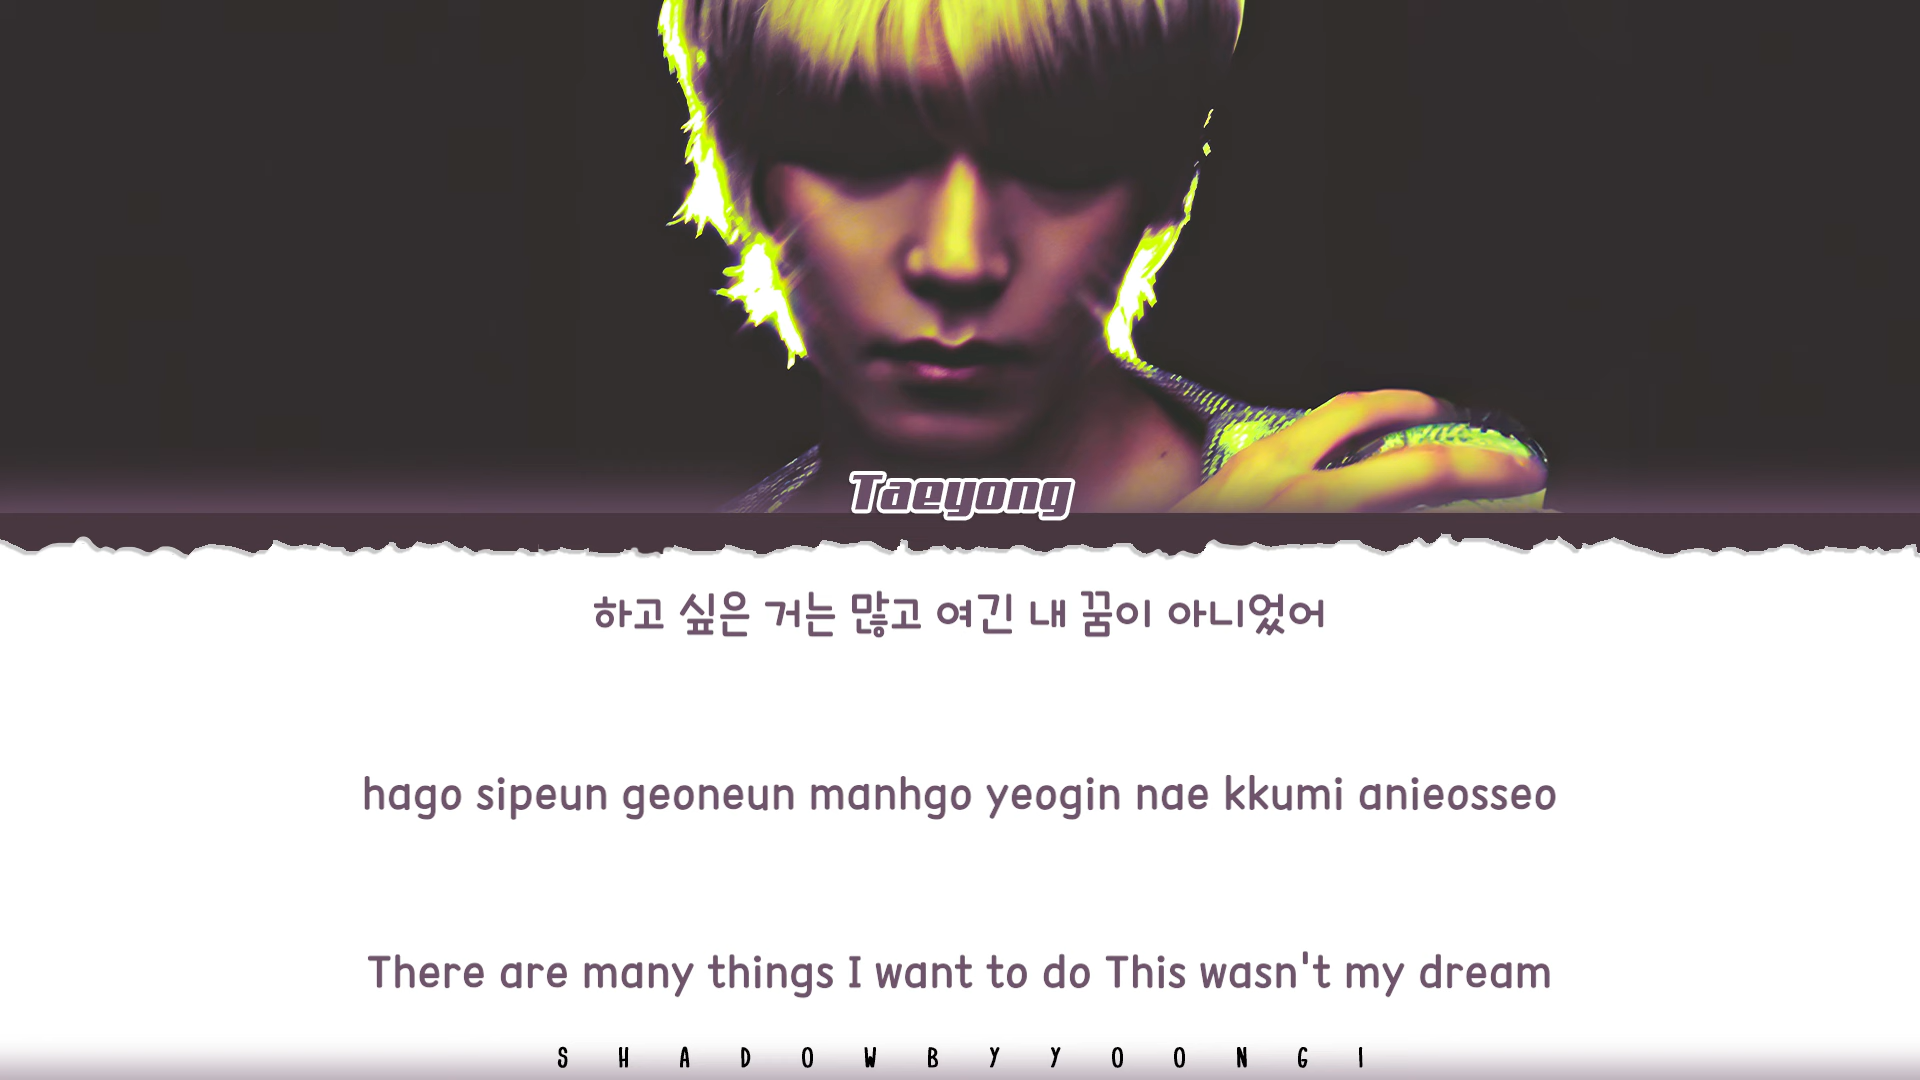 Taeyong
하고 싶은 거는 많고 여긴 내 꿈이 아니었어
hago sipeun geoneun manhgo yeogin nae kkumi anieosseo
There are many things I want to do This wasn't my dream
SHADOWBYYOONGI